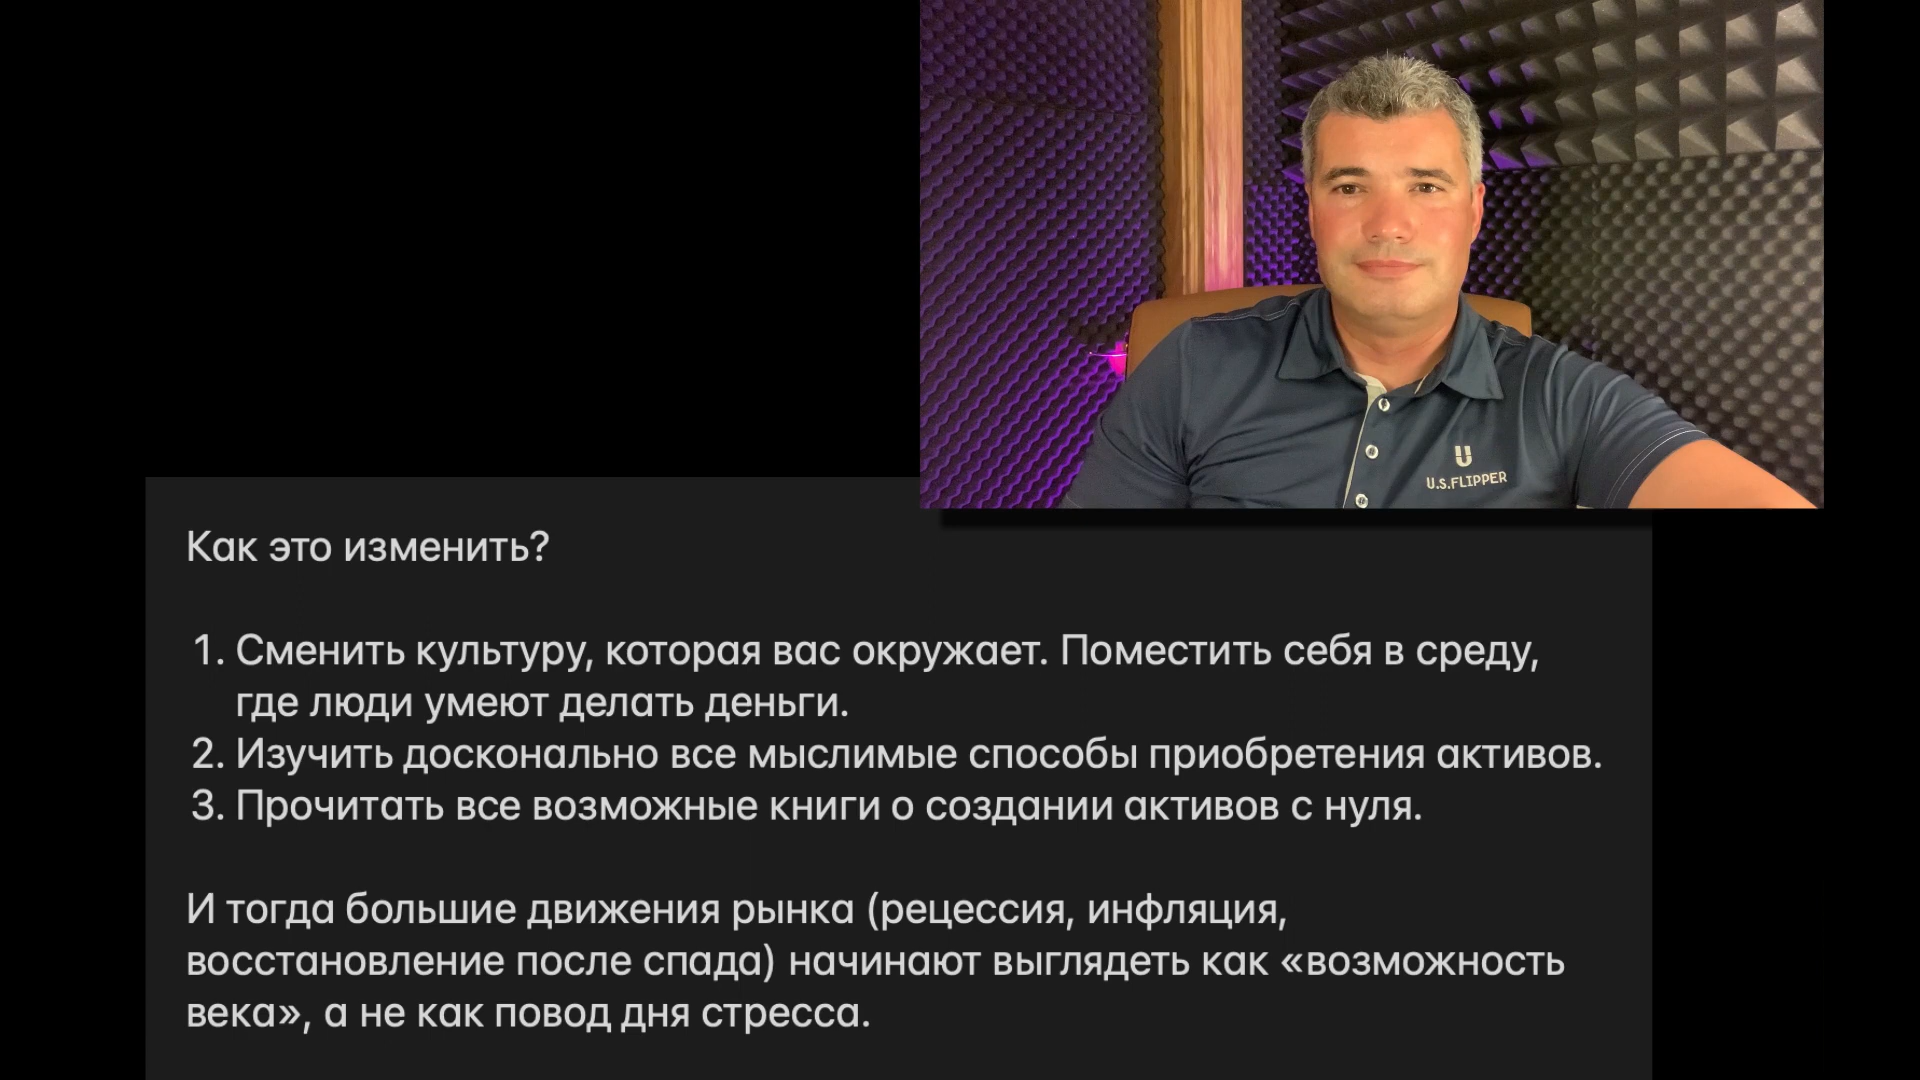 U
U.S.FLIPPER
Как это изменить?
1. Сменить культуру, которая вас окружает. Поместить себя в среду,
где люди умеют делать деньги.
2. Изучить досконально все мыслимые способы приобретения активов.
3. Прочитать все возможные книги о создании активов с нуля.
И тогда большие движения рынка (рецессия, инфляция,
восстановление после спада) начинают выглядеть как «возможность
века», а не как повод дня стресса.